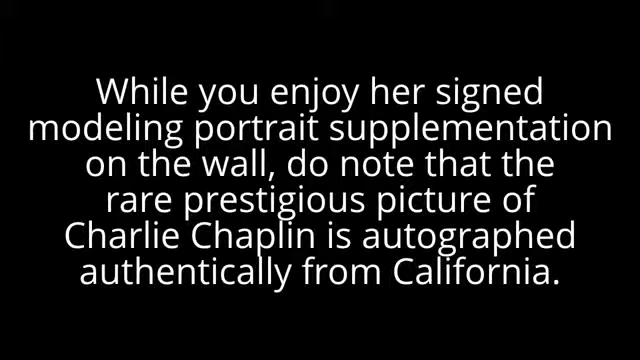 While you enjoy her signed
modeling portrait supplementation
on the wall, do note that the
rare prestigious picture of
Charlie Chaplin is autographed
authentically from California.